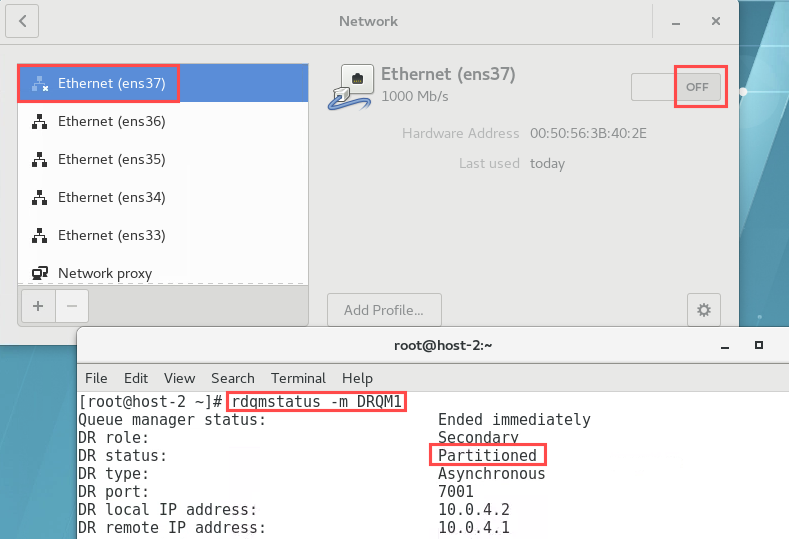 Network
Ethernet (ens37)
Ethernet (ens36)
Ethernet (ens35)
Ethernet (ens34)
Ethernet (ens33)
Network proxy
Ethernet (ens37)
1000 Mb/s
OFF
Hardware Address 00:50:56:3B:40:2E
Last used today
Add Profile...
root@host-2:~
File Edit View Search Terminal Help
[root@host-2 ~]# rdqmstatus -m DRQM1
Queue manager status: Ended immediately
DR role: Secondary
DR status: Partitioned
DR type: Asynchronous
DR port: 7001
DR local IP address: 10.0.4.2
DR remote IP address: 10.0.4.1